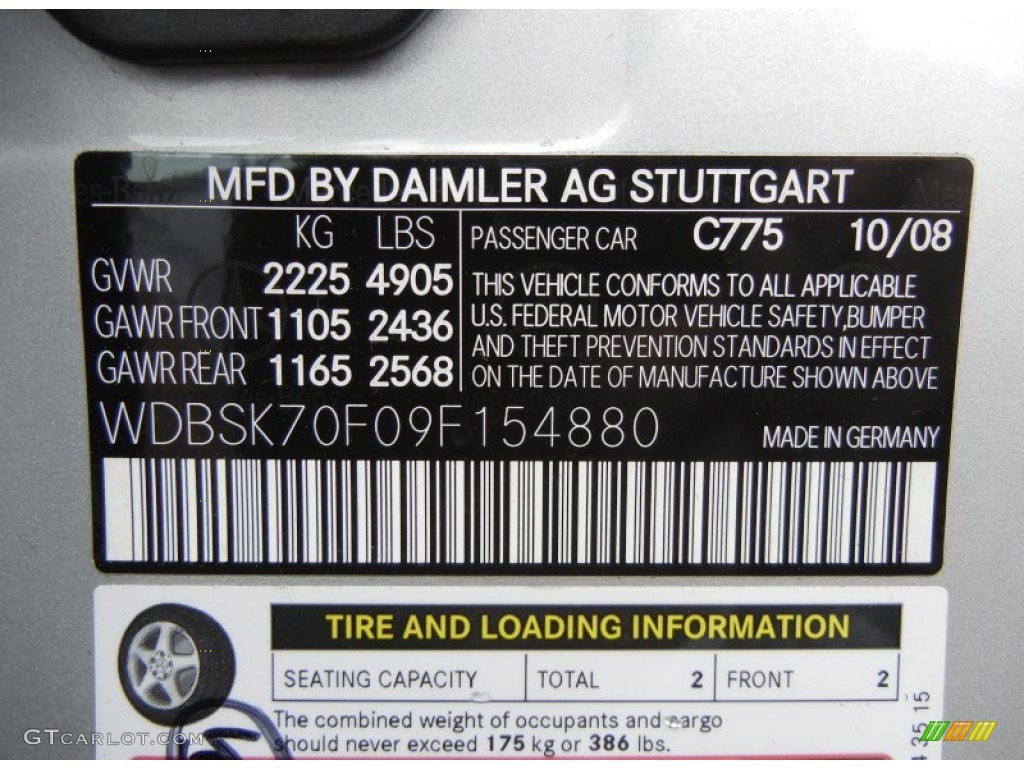 MFD BY DAIMLER AG STUTTGART
KG LBS
GVWR 2225 4905
GAWR FRONT 1105 2436
GAWR REAR 1165 2568
PASSENGER CAR C775 10/08
THIS VEHICLE CONFORMS TO ALL APPLICABLE
U.S. FEDERAL MOTOR VEHICLE SAFETY,BUMPER
AND THEFT PREVENTION STANDARDS IN EFFECT
ON THE DATE OF MANUFACTURE SHOWN ABOVE
WDBSK70F09F154880
MADE IN GERMANY
TIRE AND LOADING INFORMATION
SEATING CAPACITY TOTAL 2 FRONT 2
The combined weight of occupants and cargo
should never exceed 175 kg or 386 lbs.
GTCARLOT.COM